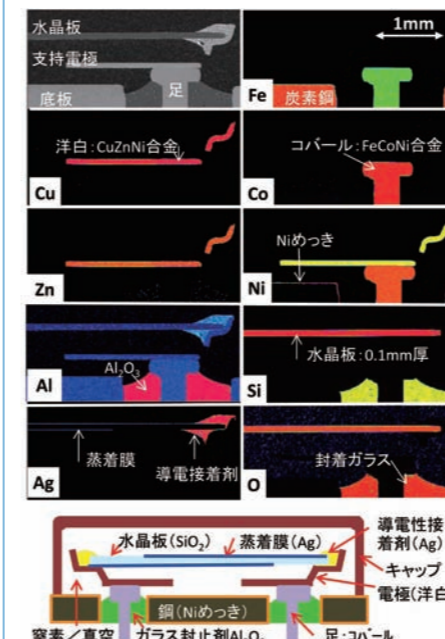 水晶板
支持電極
足
底板
1mm
Fe
炭素鋼
洋白:CuZnNi合金
Cu
コバール:FeCoNi合金
Co
Zn
Niめっき
Ni
Al
Al₂O₃
水晶板:0.1mm厚
Si
Ag
蒸着膜
導電接着剤
封着ガラス
O
水晶板(SiO₂)
蒸着膜(Ag)
導電性接
着剤(Ag)
キャップ
電極(洋白
窒素/真空
ガラス封止剤Al₂O₃
鋼(Niめっき)
足:コバール